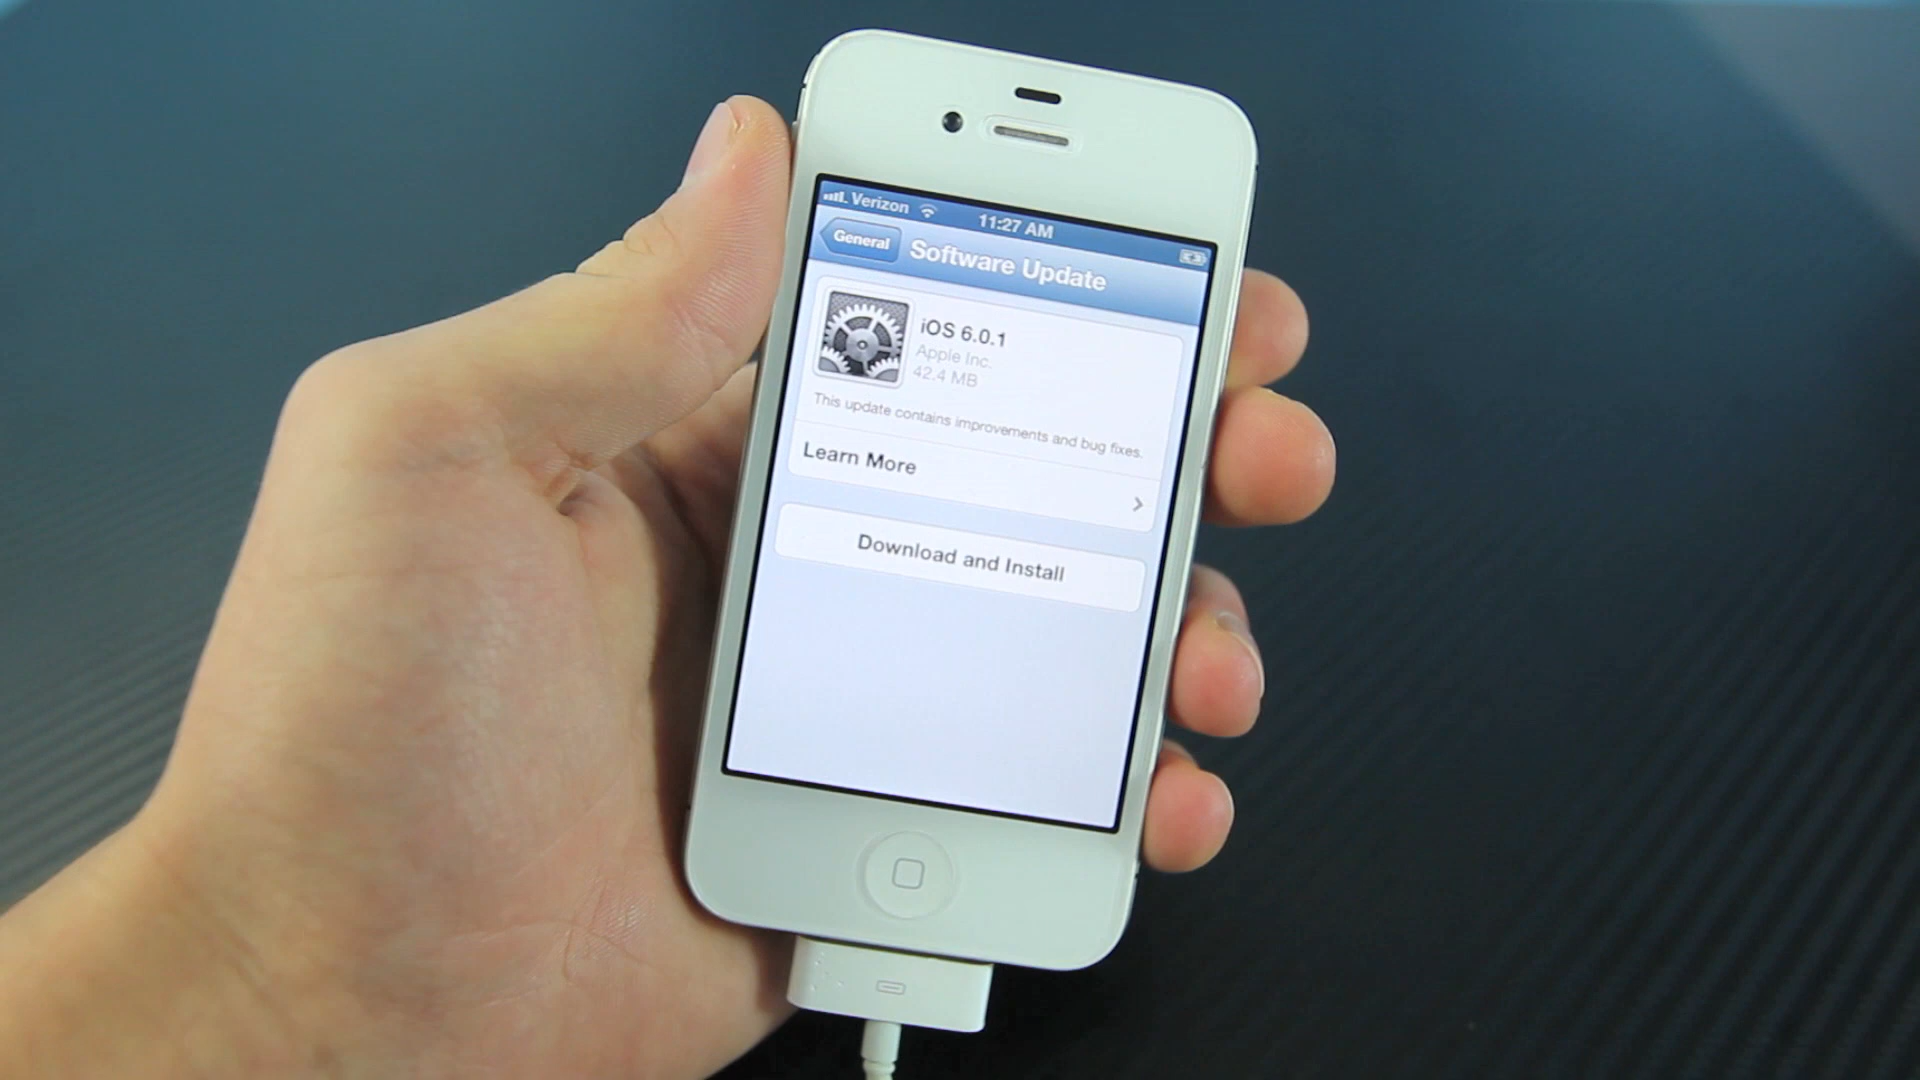 Verizon
11:27 AM
General
Software Update
iOS 6.0.1
Apple Inc.
42.4 MB
This update contains improvements and bug fixes.
Learn More
Download and Install